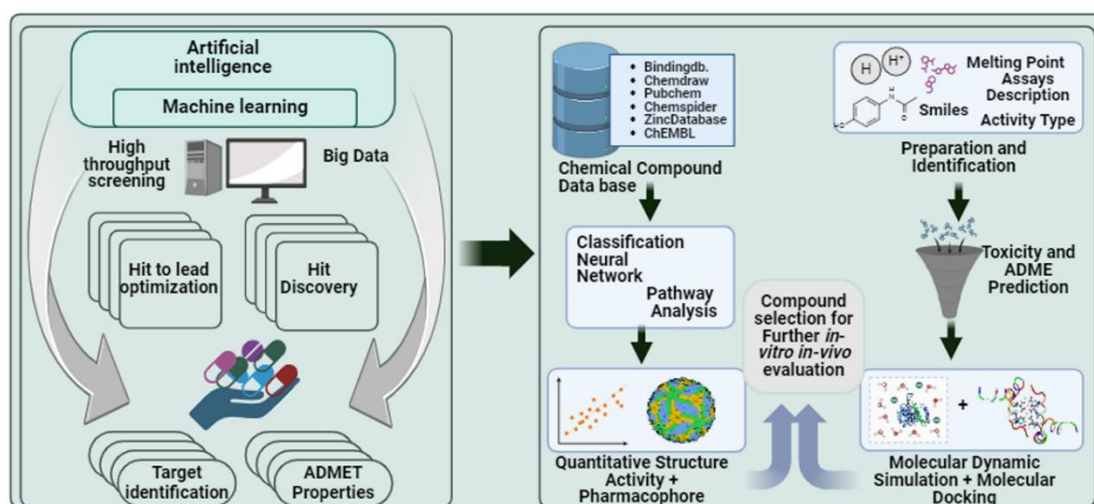 Artificial
intelligence
Machine learning
High
throughput
screening
Big Data
Hit to lead
optimization
Hit
Discovery
Target
identification
ADMET
Properties
• Bindingdb.
• Chemdraw
• Pubchem
• Chemspider
• ZincDatabase
• ChEMBL
Chemical Compound
Data base
Classification
Neural
Network
Pathway
Analysis
Quantitative Structure
Activity +
Pharmacophore
Compound
selection for
Further in-
vitro in-vivo
evaluation
H
H+
Melting Point
Assays
Description
Smiles
Activity Type
H
N
O
Preparation and
Identification
Toxicity and
ADME
Prediction
+
Molecular Dynamic
Simulation + Molecular
Docking